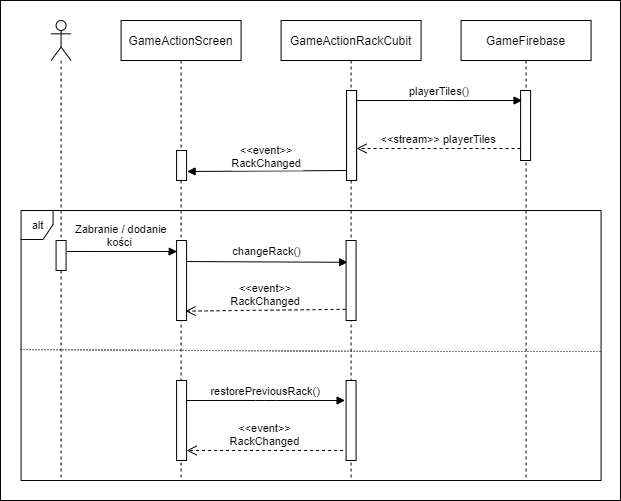 GameActionScreen
GameActionRackCubit
GameFirebase
playerTiles()
<<stream>> playerTiles
<<event>>
RackChanged
alt
Zabranie / dodanie
kości
changeRack()
<<event>>
RackChanged
restorePreviousRack()
<<event>>
RackChanged